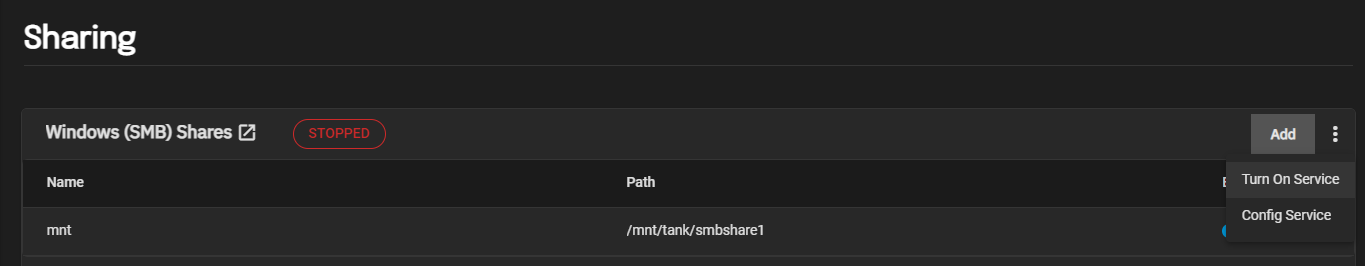 Sharing
Windows (SMB) Shares STOPPED Add
Name Path
Turn On Service
mnt /mnt/tank/smbshare1
Config Service